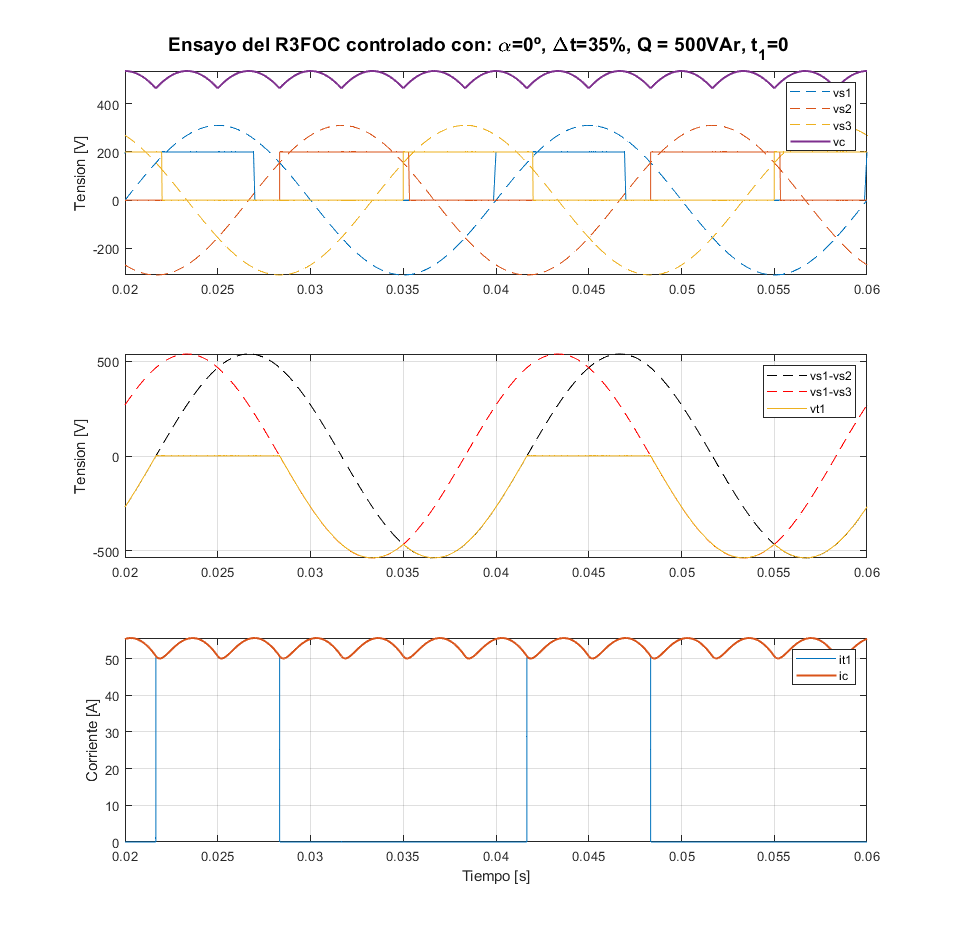 Ensayo del R3FOC controlado con: α=0º, Δt=35%, Q = 500VAr, t₁=0
Tension [V]
400
200
0
-200
vs1
vs2
vs3
vc
0.02 0.025 0.03 0.035 0.04 0.045 0.05 0.055 0.06
Tension [V]
500
0
-500
vs1-vs2
vs1-vs3
vt1
0.02 0.025 0.03 0.035 0.04 0.045 0.05 0.055 0.06
Corriente [A]
50
40
30
20
10
0
it1
ic
0.02 0.025 0.03 0.035 0.04 0.045 0.05 0.055 0.06
Tiempo [s]